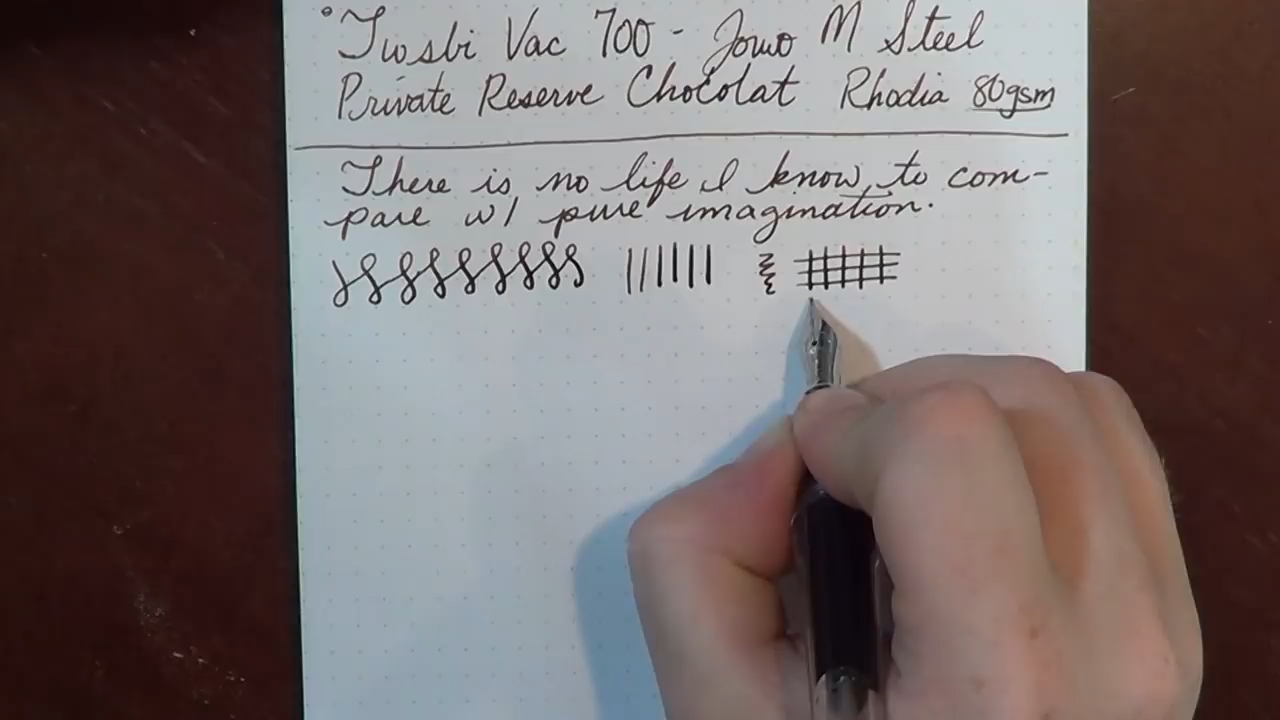 Twsbi Vac 700 - Jowo M Steel
Private Reserve Chocolat Rhodia 80gsm
There is no life I know to com-
pare w/ pure imagination.